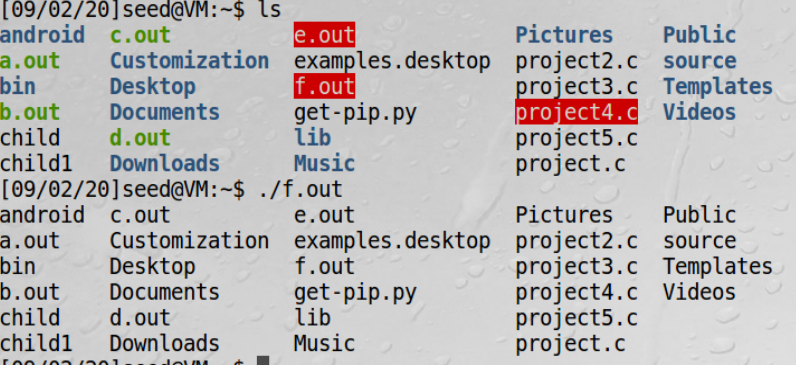 [09/02/20]seed@VM:~$ ls
android c.out e.out Pictures Public
a.out Customization examples.desktop project2.c source
bin Desktop f.out project3.c Templates
b.out Documents get-pip.py project4.c Videos
child d.out lib project5.c
child1 Downloads Music project.c
[09/02/20]seed@VM:~$ ./f.out
android c.out e.out Pictures Public
a.out Customization examples.desktop project2.c source
bin Desktop f.out project3.c Templates
b.out Documents get-pip.py project4.c Videos
child d.out lib project5.c
child1 Downloads Music project.c
[09/02/20]seed@VM:~$